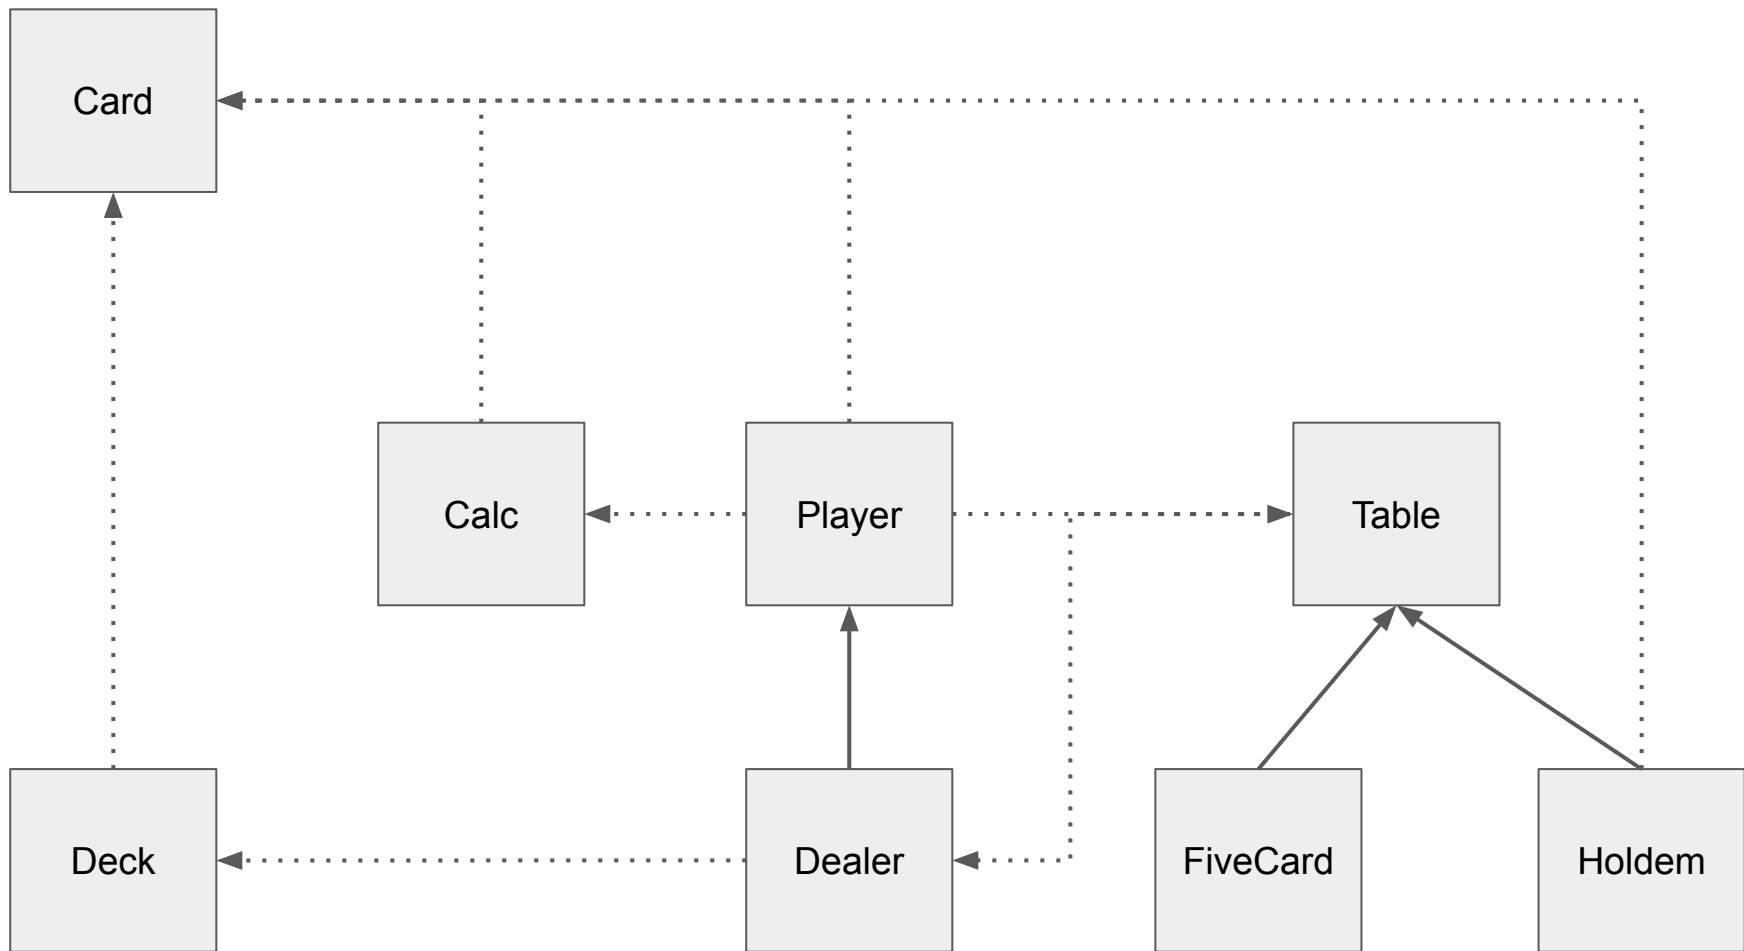 Card
Calc
Player
Table
Deck
Dealer
FiveCard
Holdem